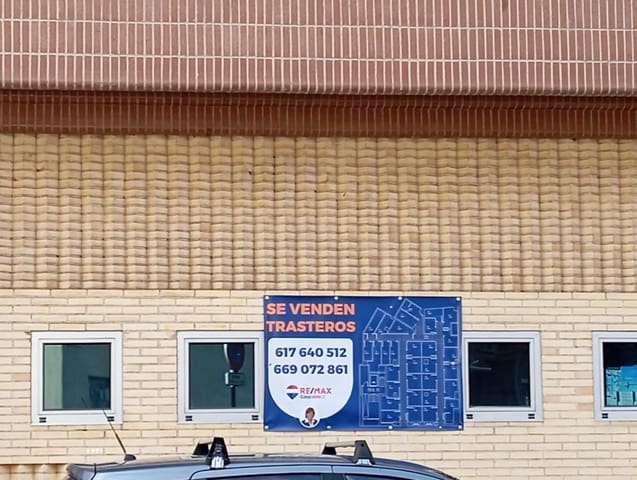 SE VENDEN
TRASTEROS
617 640 512
669 072 861
RE/MAX